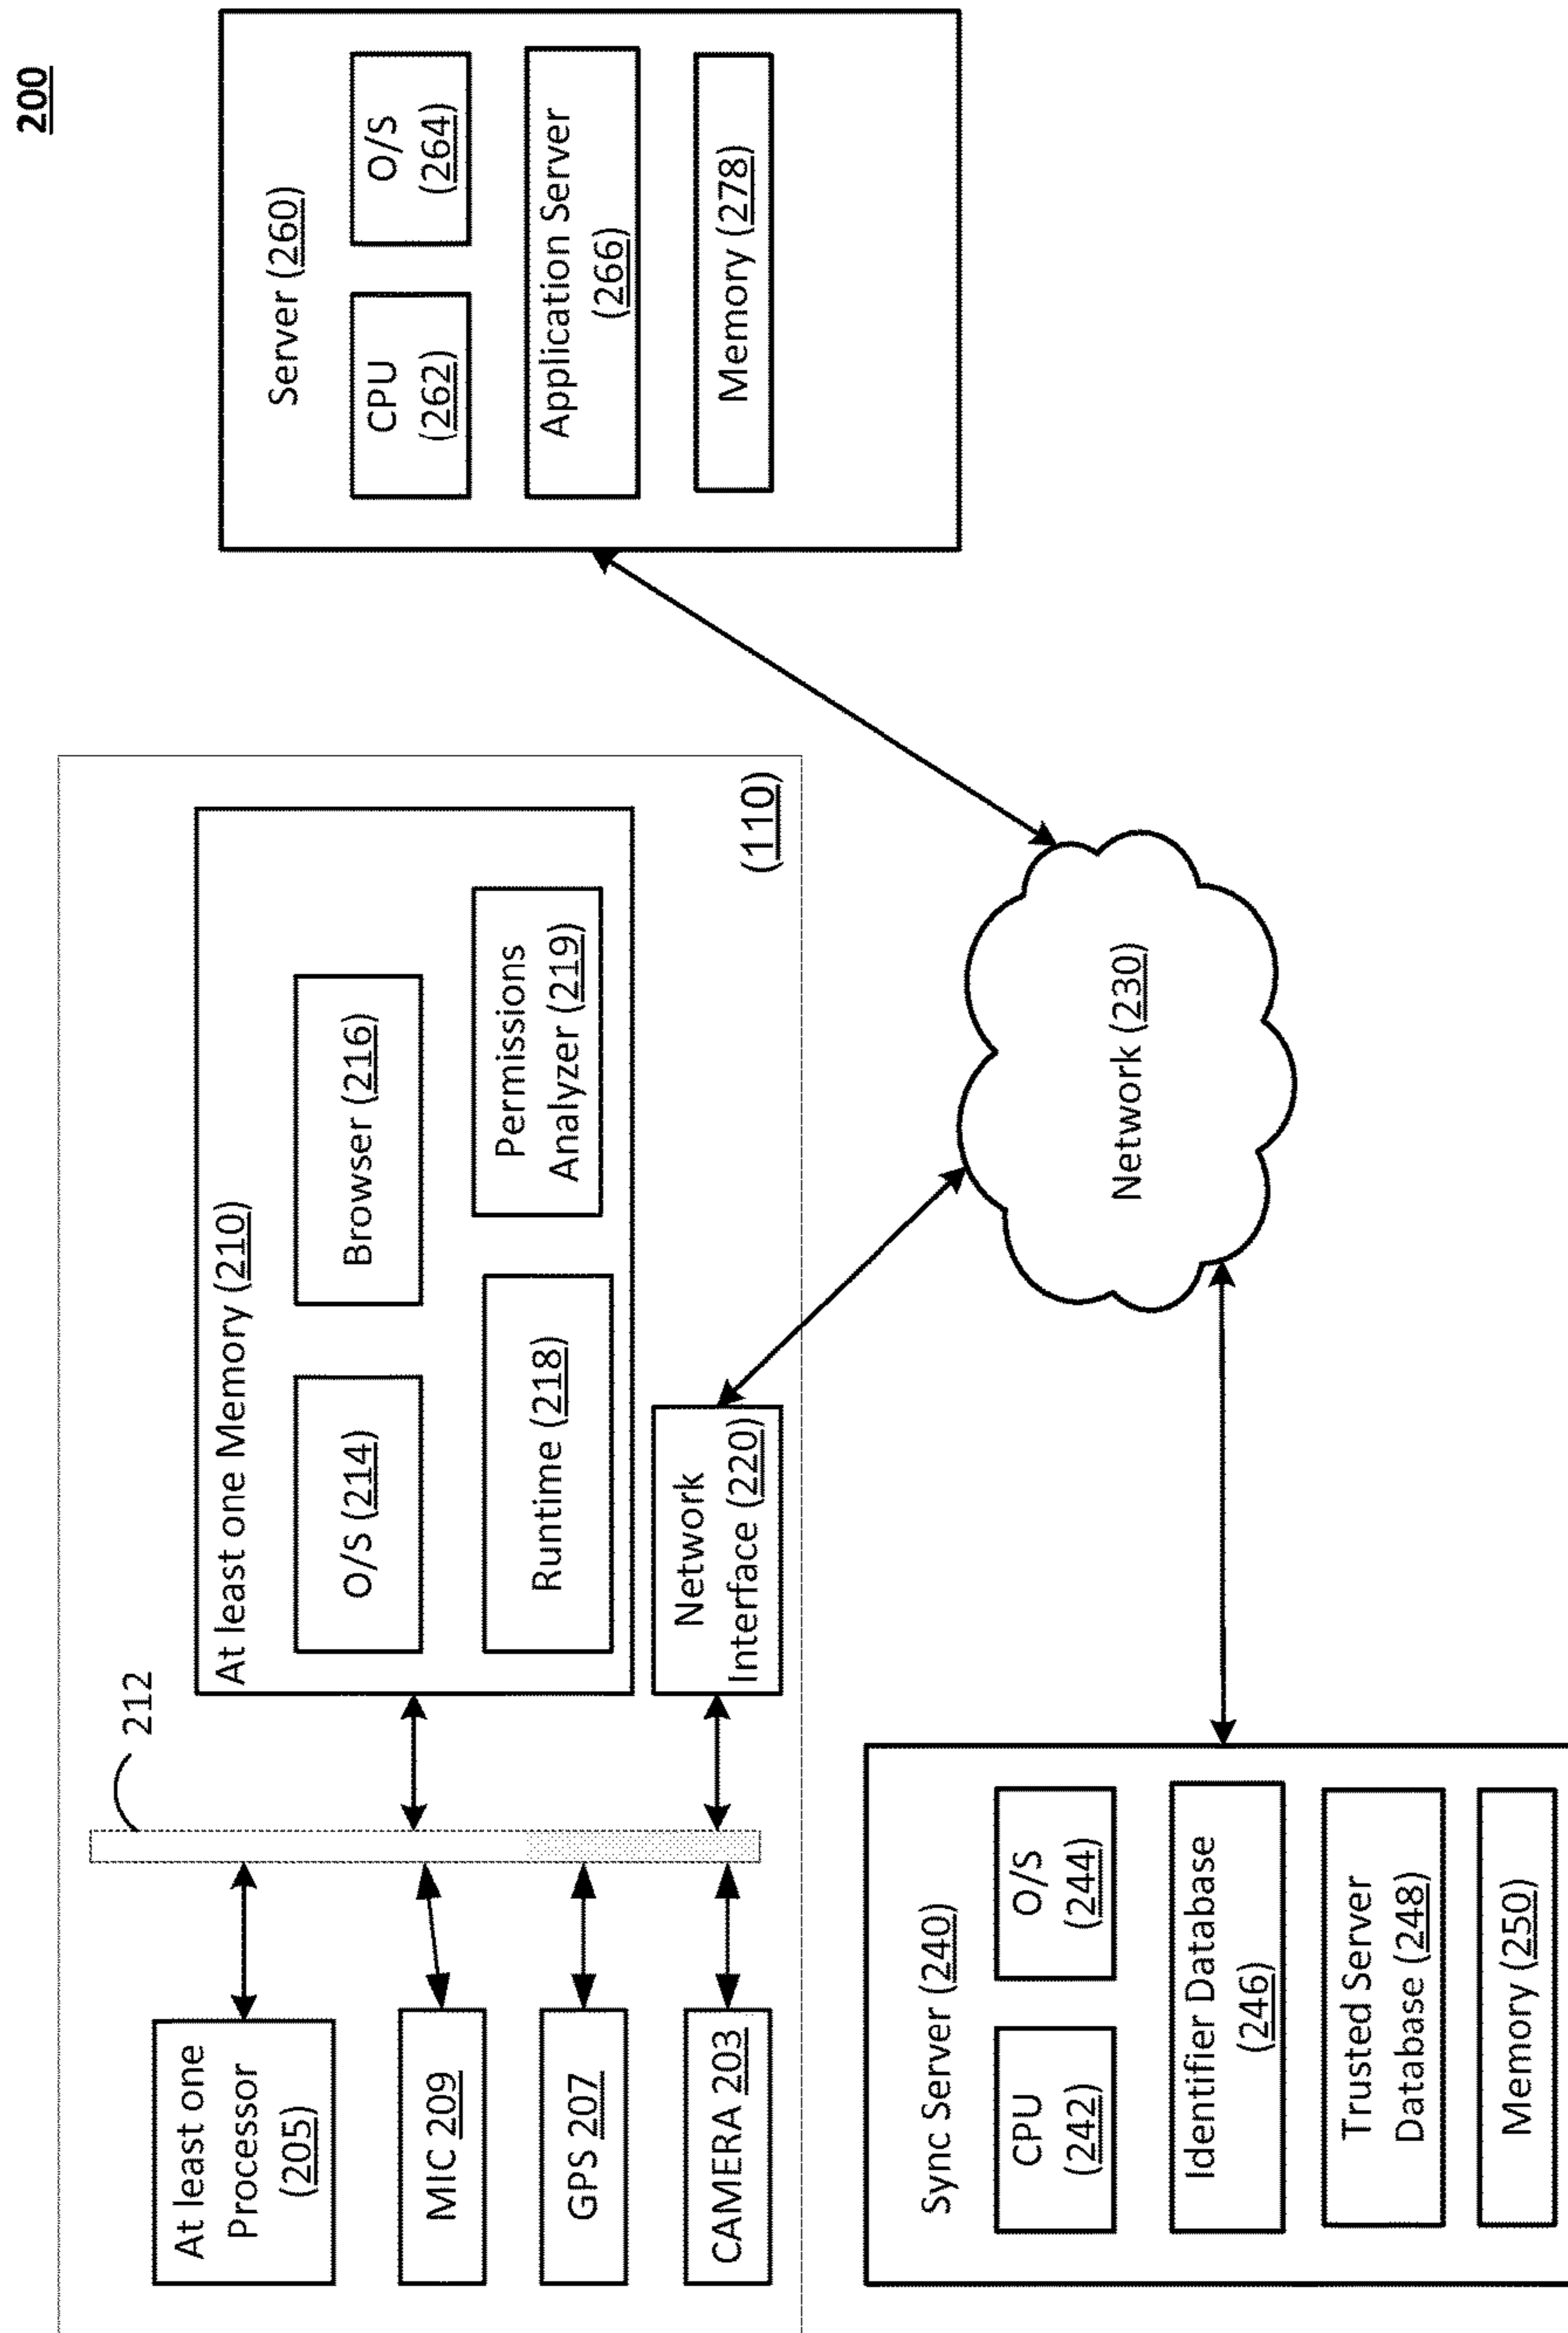 200
212
At least one
Processor
(205)
MIC 209
GPS 207
CAMERA 203
At least one Memory (210)
O/S (214)
Browser (216)
Runtime (218)
Permissions
Analyzer (219)
Network
Interface (220)
(110)
Server (260)
CPU
(262)
O/S
(264)
Application Server
(266)
Memory (278)
Network (230)
Sync Server (240)
CPU
(242)
O/S
(244)
Identifier Database
(246)
Trusted Server
Database (248)
Memory (250)